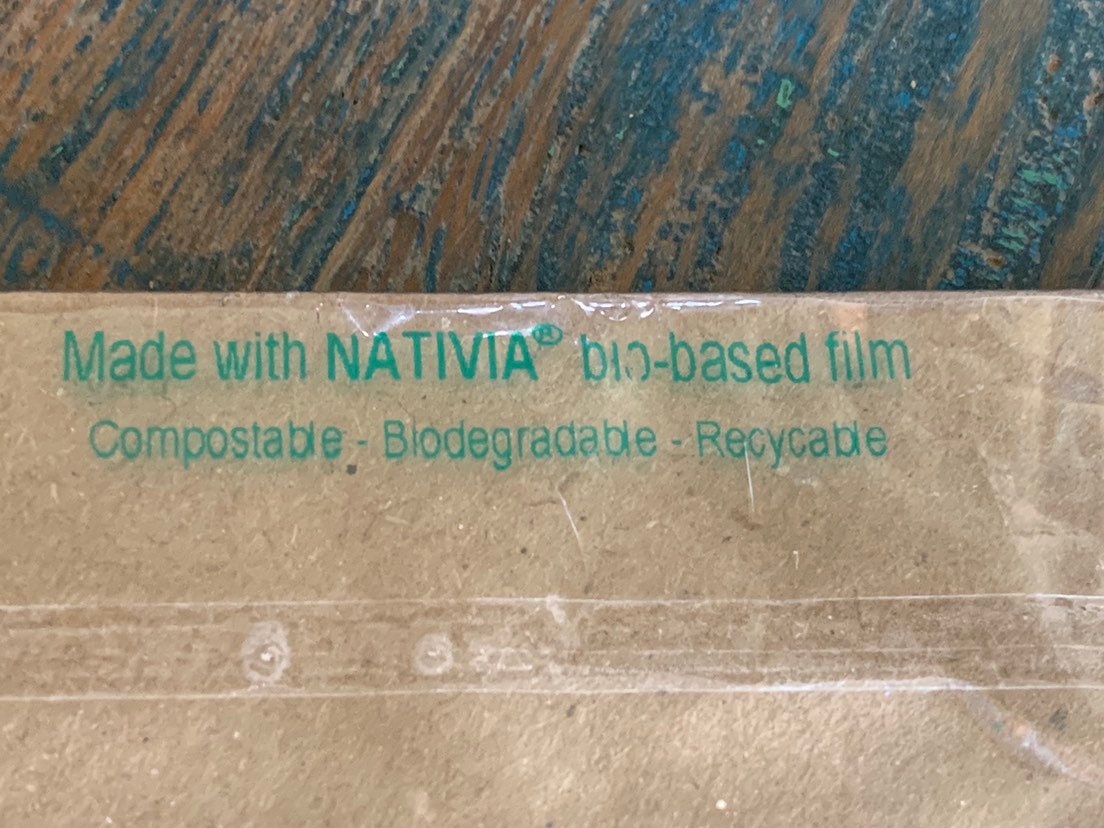 Made with NATIVIA® bio-based film
Compostable - Biodegradable - Recycable